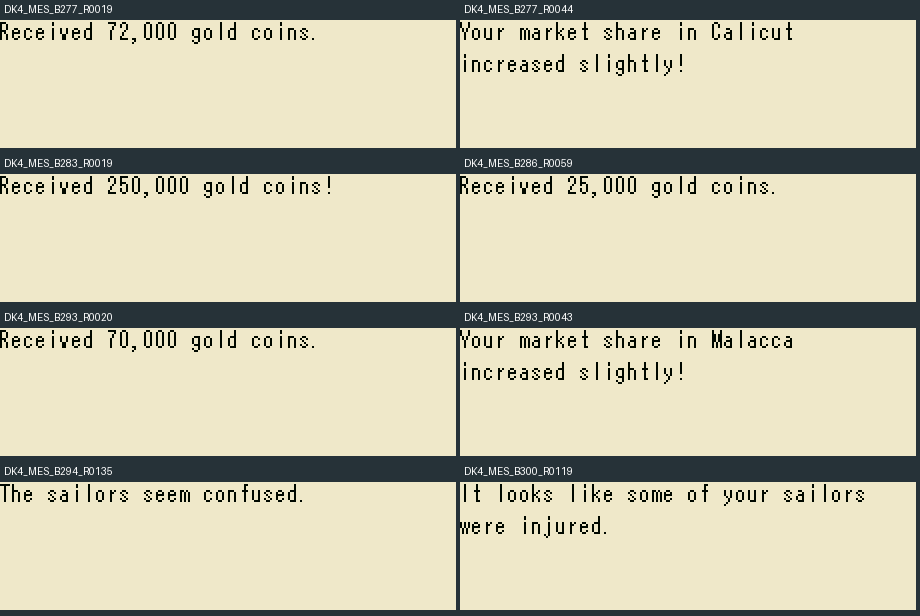 DK4_MES_B277_R0019
Received 72,000 gold coins.
DK4_MES_B277_R0044
Your market share in Calicut
increased slightly!
DK4_MES_B283_R0019
Received 250,000 gold coins!
DK4_MES_B286_R0059
Received 25,000 gold coins.
DK4_MES_B293_R0020
Received 70,000 gold coins.
DK4_MES_B293_R0043
Your market share in Malacca
increased slightly!
DK4_MES_B294_R0135
The sailors seem confused.
DK4_MES_B300_R0119
It looks like some of your sailors
were injured.